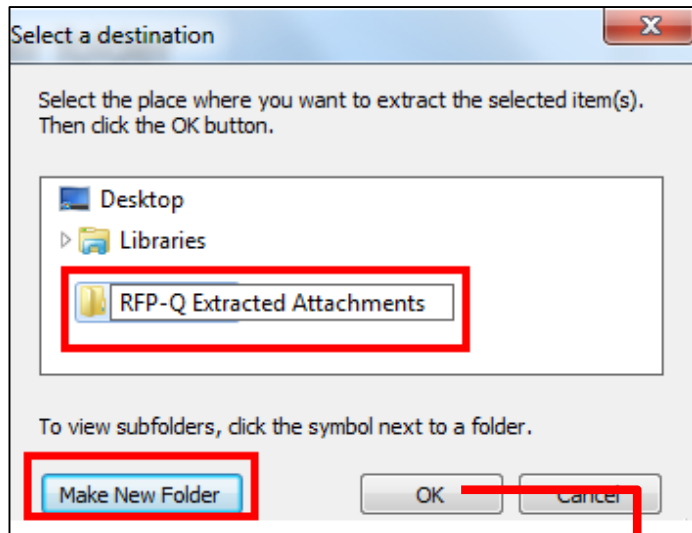 Select a destination
Select the place where you want to extract the selected item(s).
Then click the OK button.
Desktop
Libraries
RFP-Q Extracted Attachments
To view subfolders, click the symbol next to a folder.
Make New Folder
OK
Cancel